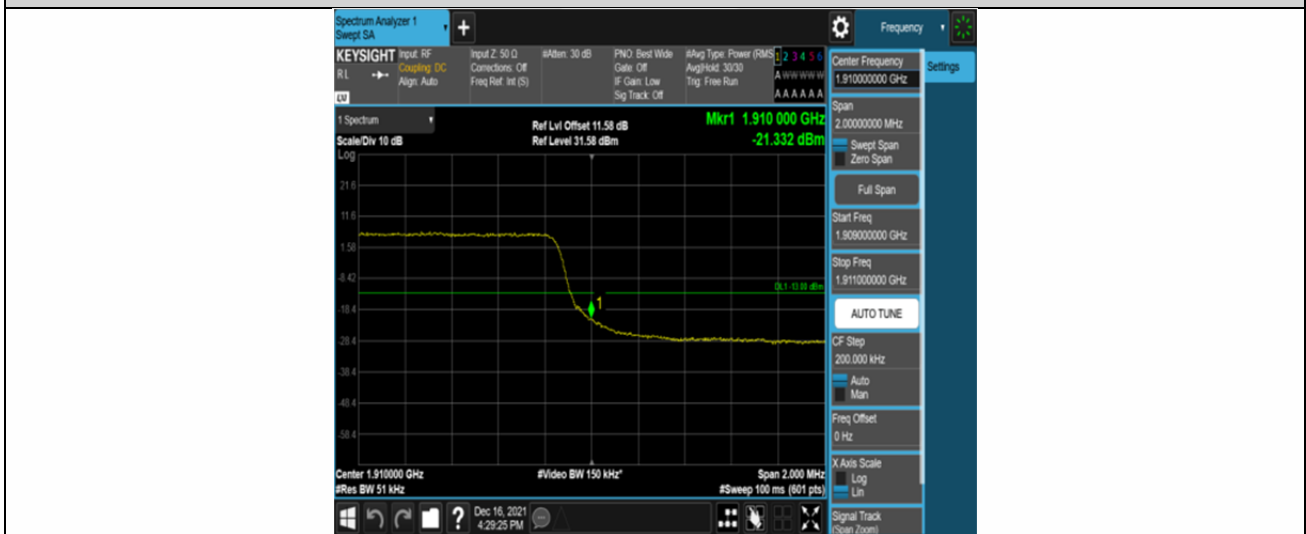 Spectrum Analyzer 1
Swept SA
+
Frequency
KEYSIGHT
RL
Input: RF
Coupling: DC
Align: Auto
Input Z: 50 Ω
Corrections: Off
Freq Ref: Int (S)
#Atten: 30 dB
PNO: Best Wide
Gate: Off
IF Gain: Low
Sig Track: Off
#Avg Type: Power (RMS
Avg|Hold: 30/30
Trig: Free Run
1 2 3 4 5 6
A W W W W W
A A A A A A
1 Spectrum
Scale/Div 10 dB
Log
Ref Lvl Offset 11.58 dB
Ref Level 31.58 dBm
Mkr1 1.910 000 GHz
-21.332 dBm
21.6
11.6
1.58
-8.42
-18.4
-28.4
-38.4
-48.4
-58.4
DL1 -13.00 dBm
1
Center 1.910000 GHz
#Res BW 51 kHz
#Video BW 150 kHz*
Span 2.000 MHz
#Sweep 100 ms (601 pts)
?
Dec 16, 2021
4:29:25 PM
Center Frequency
1.910000000 GHz
Settings
Span
2.00000000 MHz
Swept Span
Zero Span
Full Span
Start Freq
1.909000000 GHz
Stop Freq
1.911000000 GHz
AUTO TUNE
CF Step
200.000 kHz
Auto
Man
Freq Offset
0 Hz
X Axis Scale
Log
Lin
Signal Track
(Span Zoom)